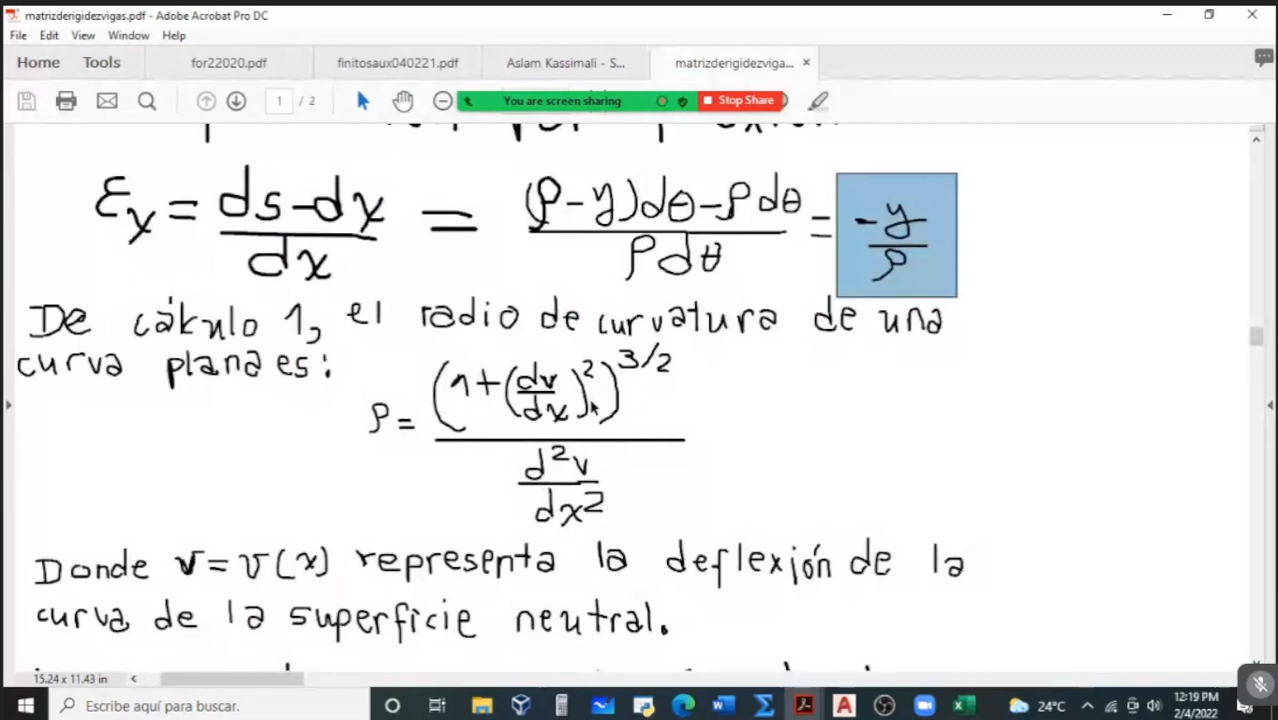 matrizderigidezvigas.pdf - Adobe Acrobat Pro DC
File Edit View Window Help
Home Tools for22020.pdf finitosaux040221.pdf Aslam Kassimali - S... matrizderigidezviga... ×
1 / 2 You are screen sharing Stop Share
εx = ds-dx / dx = (ρ-y)dθ-ρdθ / ρdθ = -y / ρ
De cálculo 1, el radio de curvatura de una
curva plana es:
ρ = (1+(dv/dx)²)^3/2 / d²v/dx²
Donde v=v(x) representa la deflexión de la
curva de la superficie neutral.
15.24 x 11.43 in
Escribe aquí para buscar. 24°C 12:19 PM
2/4/2022